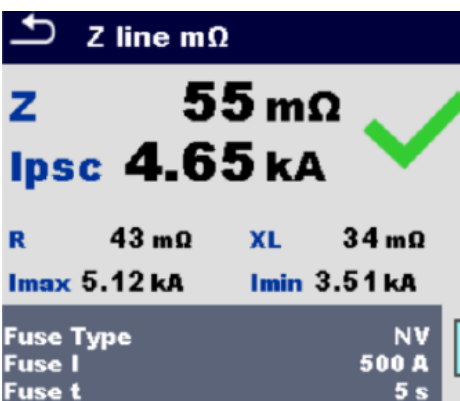 Z line mΩ
Z 55 mΩ
Ipsc 4.65 kA
R 43 mΩ XL 34 mΩ
Imax 5.12 kA Imin 3.51 kA
Fuse Type NV
Fuse I 500 A
Fuse t 5 s